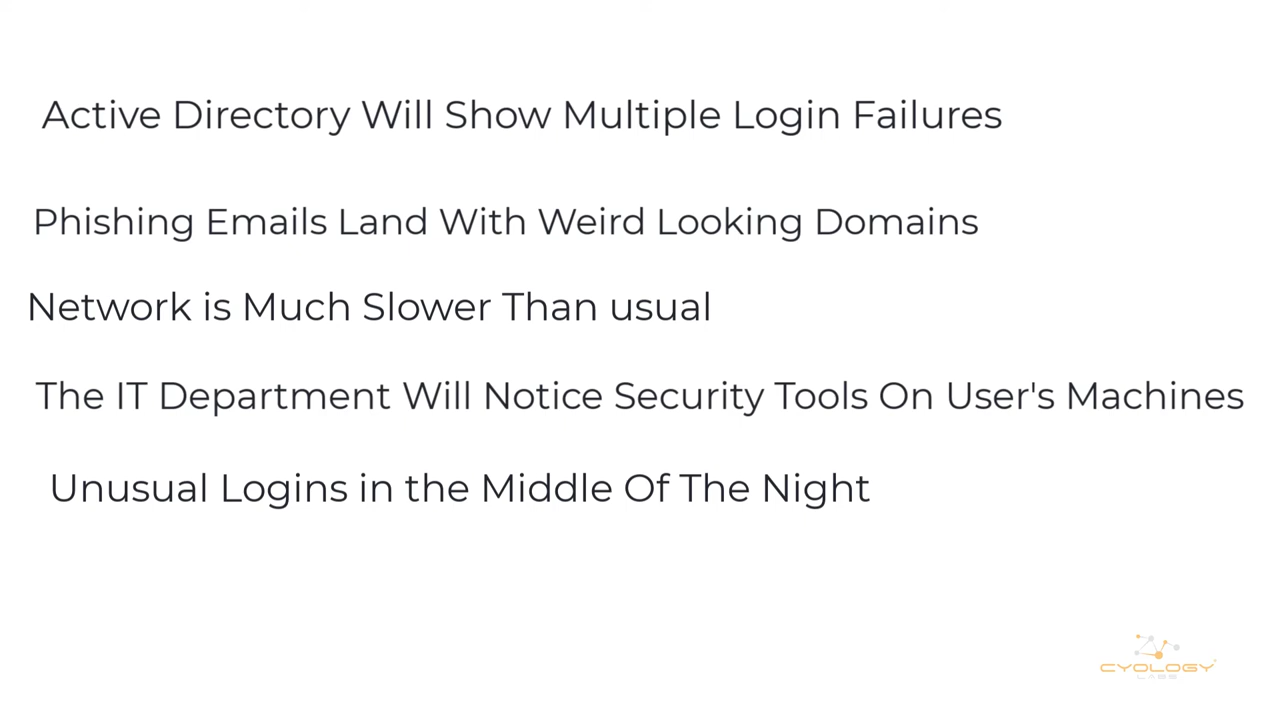 Active Directory Will Show Multiple Login Failures
Phishing Emails Land With Weird Looking Domains
Network is Much Slower Than usual
The IT Department Will Notice Security Tools On User's Machines
Unusual Logins in the Middle Of The Night
CYOLOGY
LABS